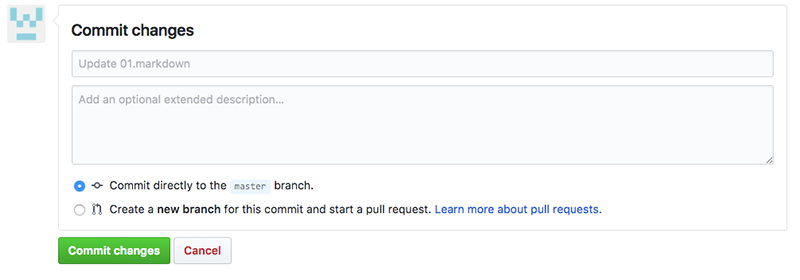 Commit changes
Update 01.markdown
Add an optional extended description...
Commit directly to the master branch.
Create a new branch for this commit and start a pull request. Learn more about pull requests.
Commit changes Cancel